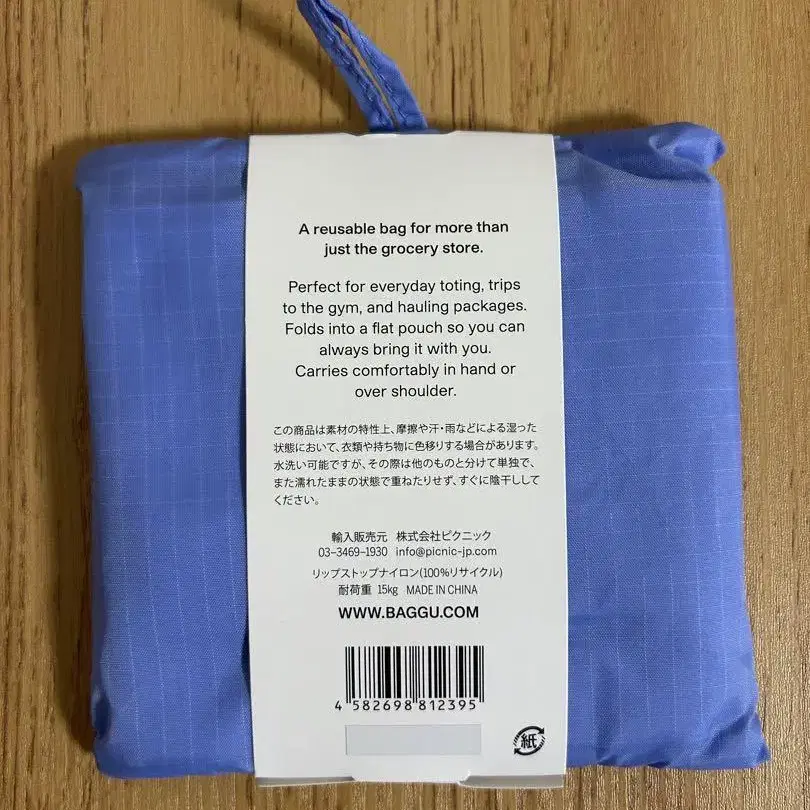 A reusable bag for more than
just the grocery store.
Perfect for everyday toting, trips
to the gym, and hauling packages.
Folds into a flat pouch so you can
always bring it with you.
Carries comfortably in hand or
over shoulder.
この商品は素材の特性上、摩擦や汗・雨などによる湿った
状態において、衣類や持ち物に色移りする場合があります。
水洗い可能ですが、その際は他のものと分けて単独で、
また濡れたままの状態で重ねたりせず、すぐに陰干しして
ください。
輸入販売元 株式会社ピクニック
03-3469-1930 info@picnic-jp.com
リップストップナイロン(100%リサイクル)
耐荷重 15kg MADE IN CHINA
WWW.BAGGU.COM
4 582698 812395
紙